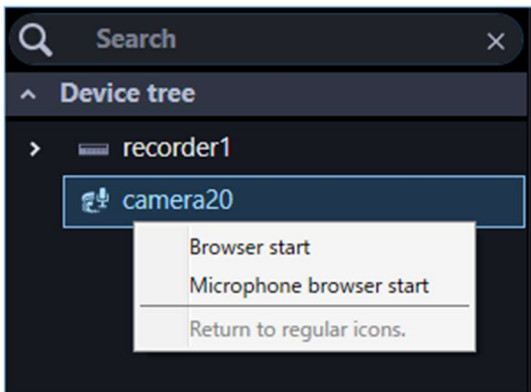 Search
Device tree
recorder1
camera20
Browser start
Microphone browser start
Return to regular icons.